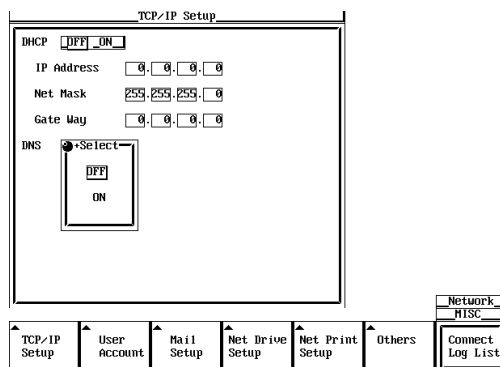 TCP/IP Setup
DHCP OFF ON
IP Address 0. 0. 0. 0
Net Mask 255. 255. 255. 0
Gate Way 0. 0. 0. 0
DNS +Select
OFF
ON
Network
MISC
TCP/IP Setup
User Account
Mail Setup
Net Drive Setup
Net Print Setup
Others
Connect Log List